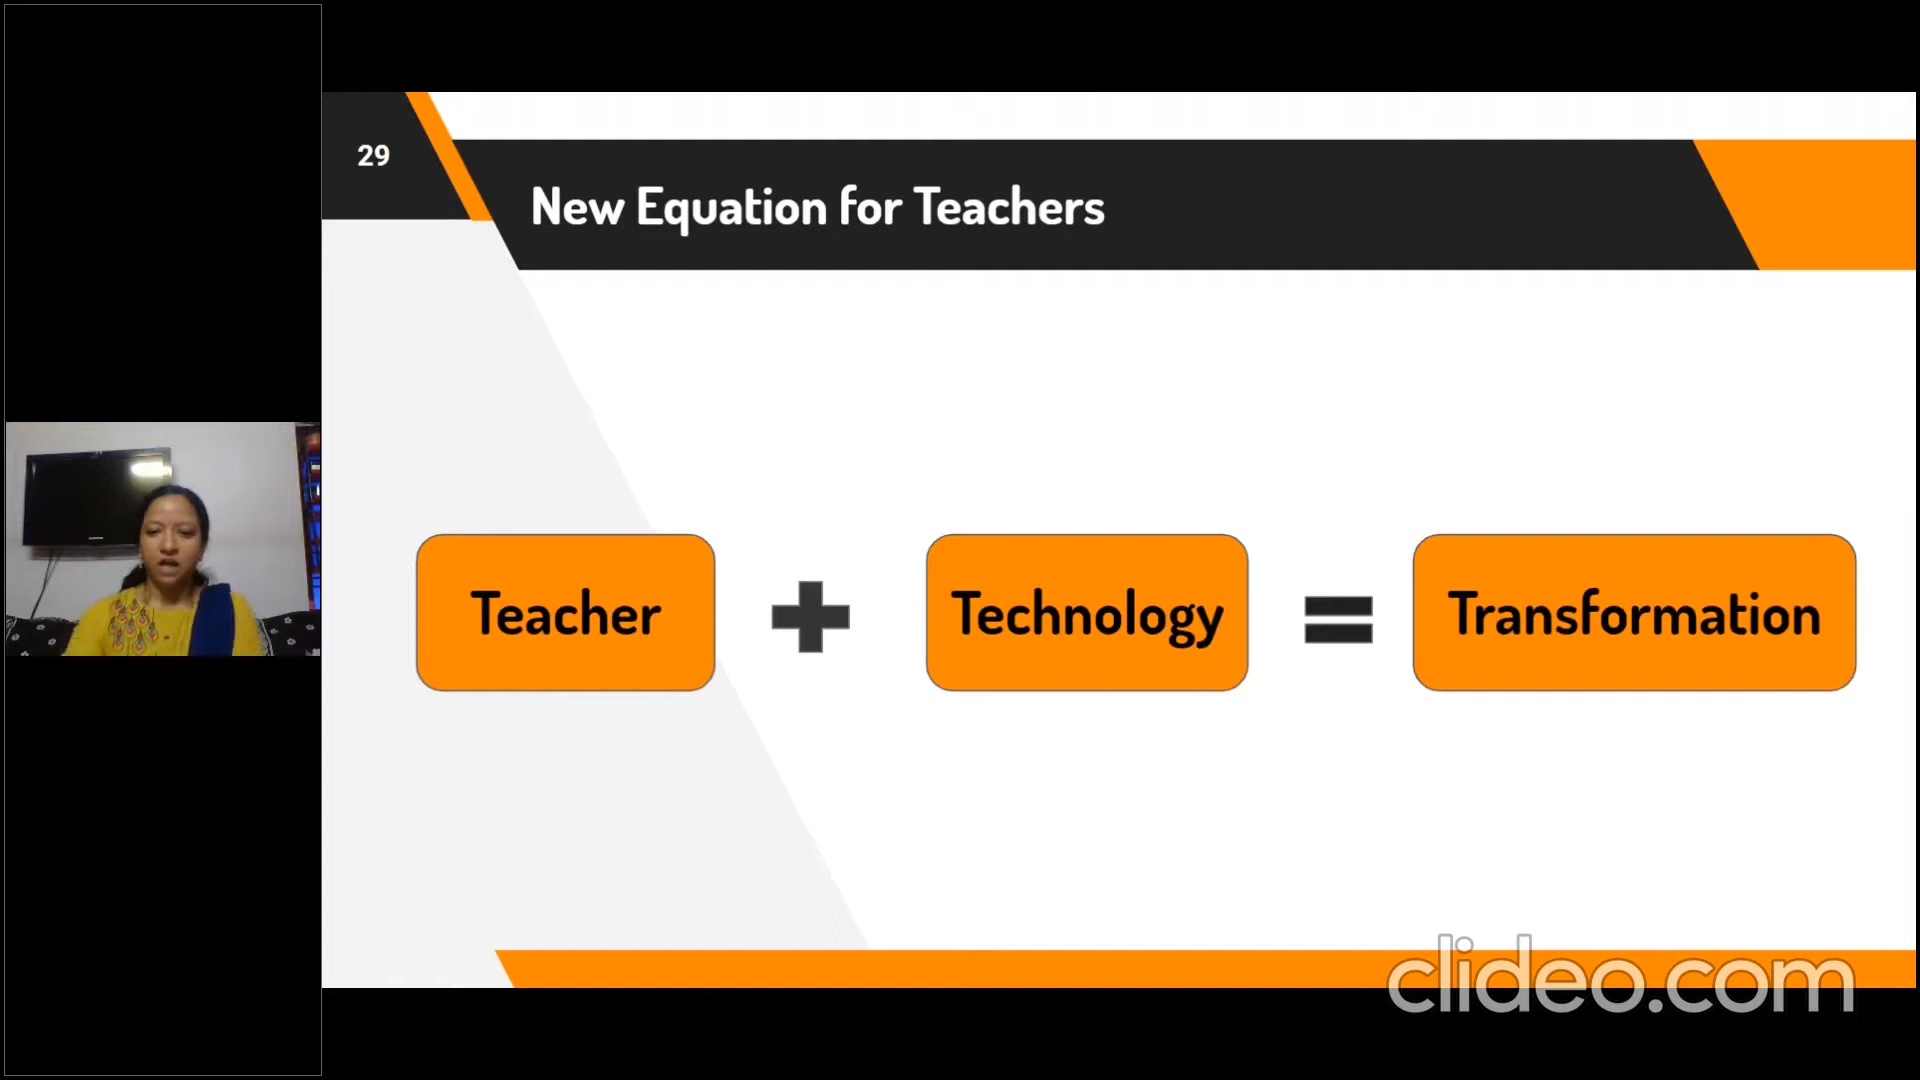 29
New Equation for Teachers
Teacher + Technology = Transformation
clideo.com